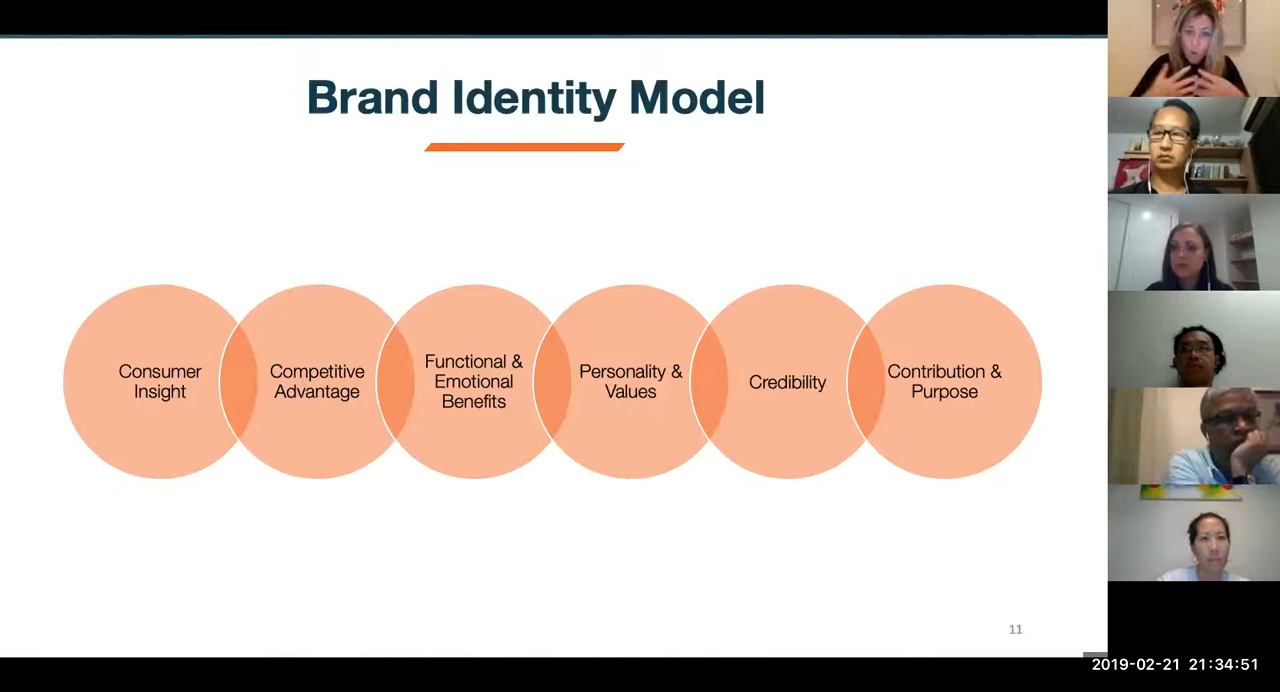 Brand Identity Model
Consumer
Insight
Competitive
Advantage
Functional &
Emotional
Benefits
Personality &
Values
Credibility
Contribution &
Purpose
11
2019-02-21 21:34:51